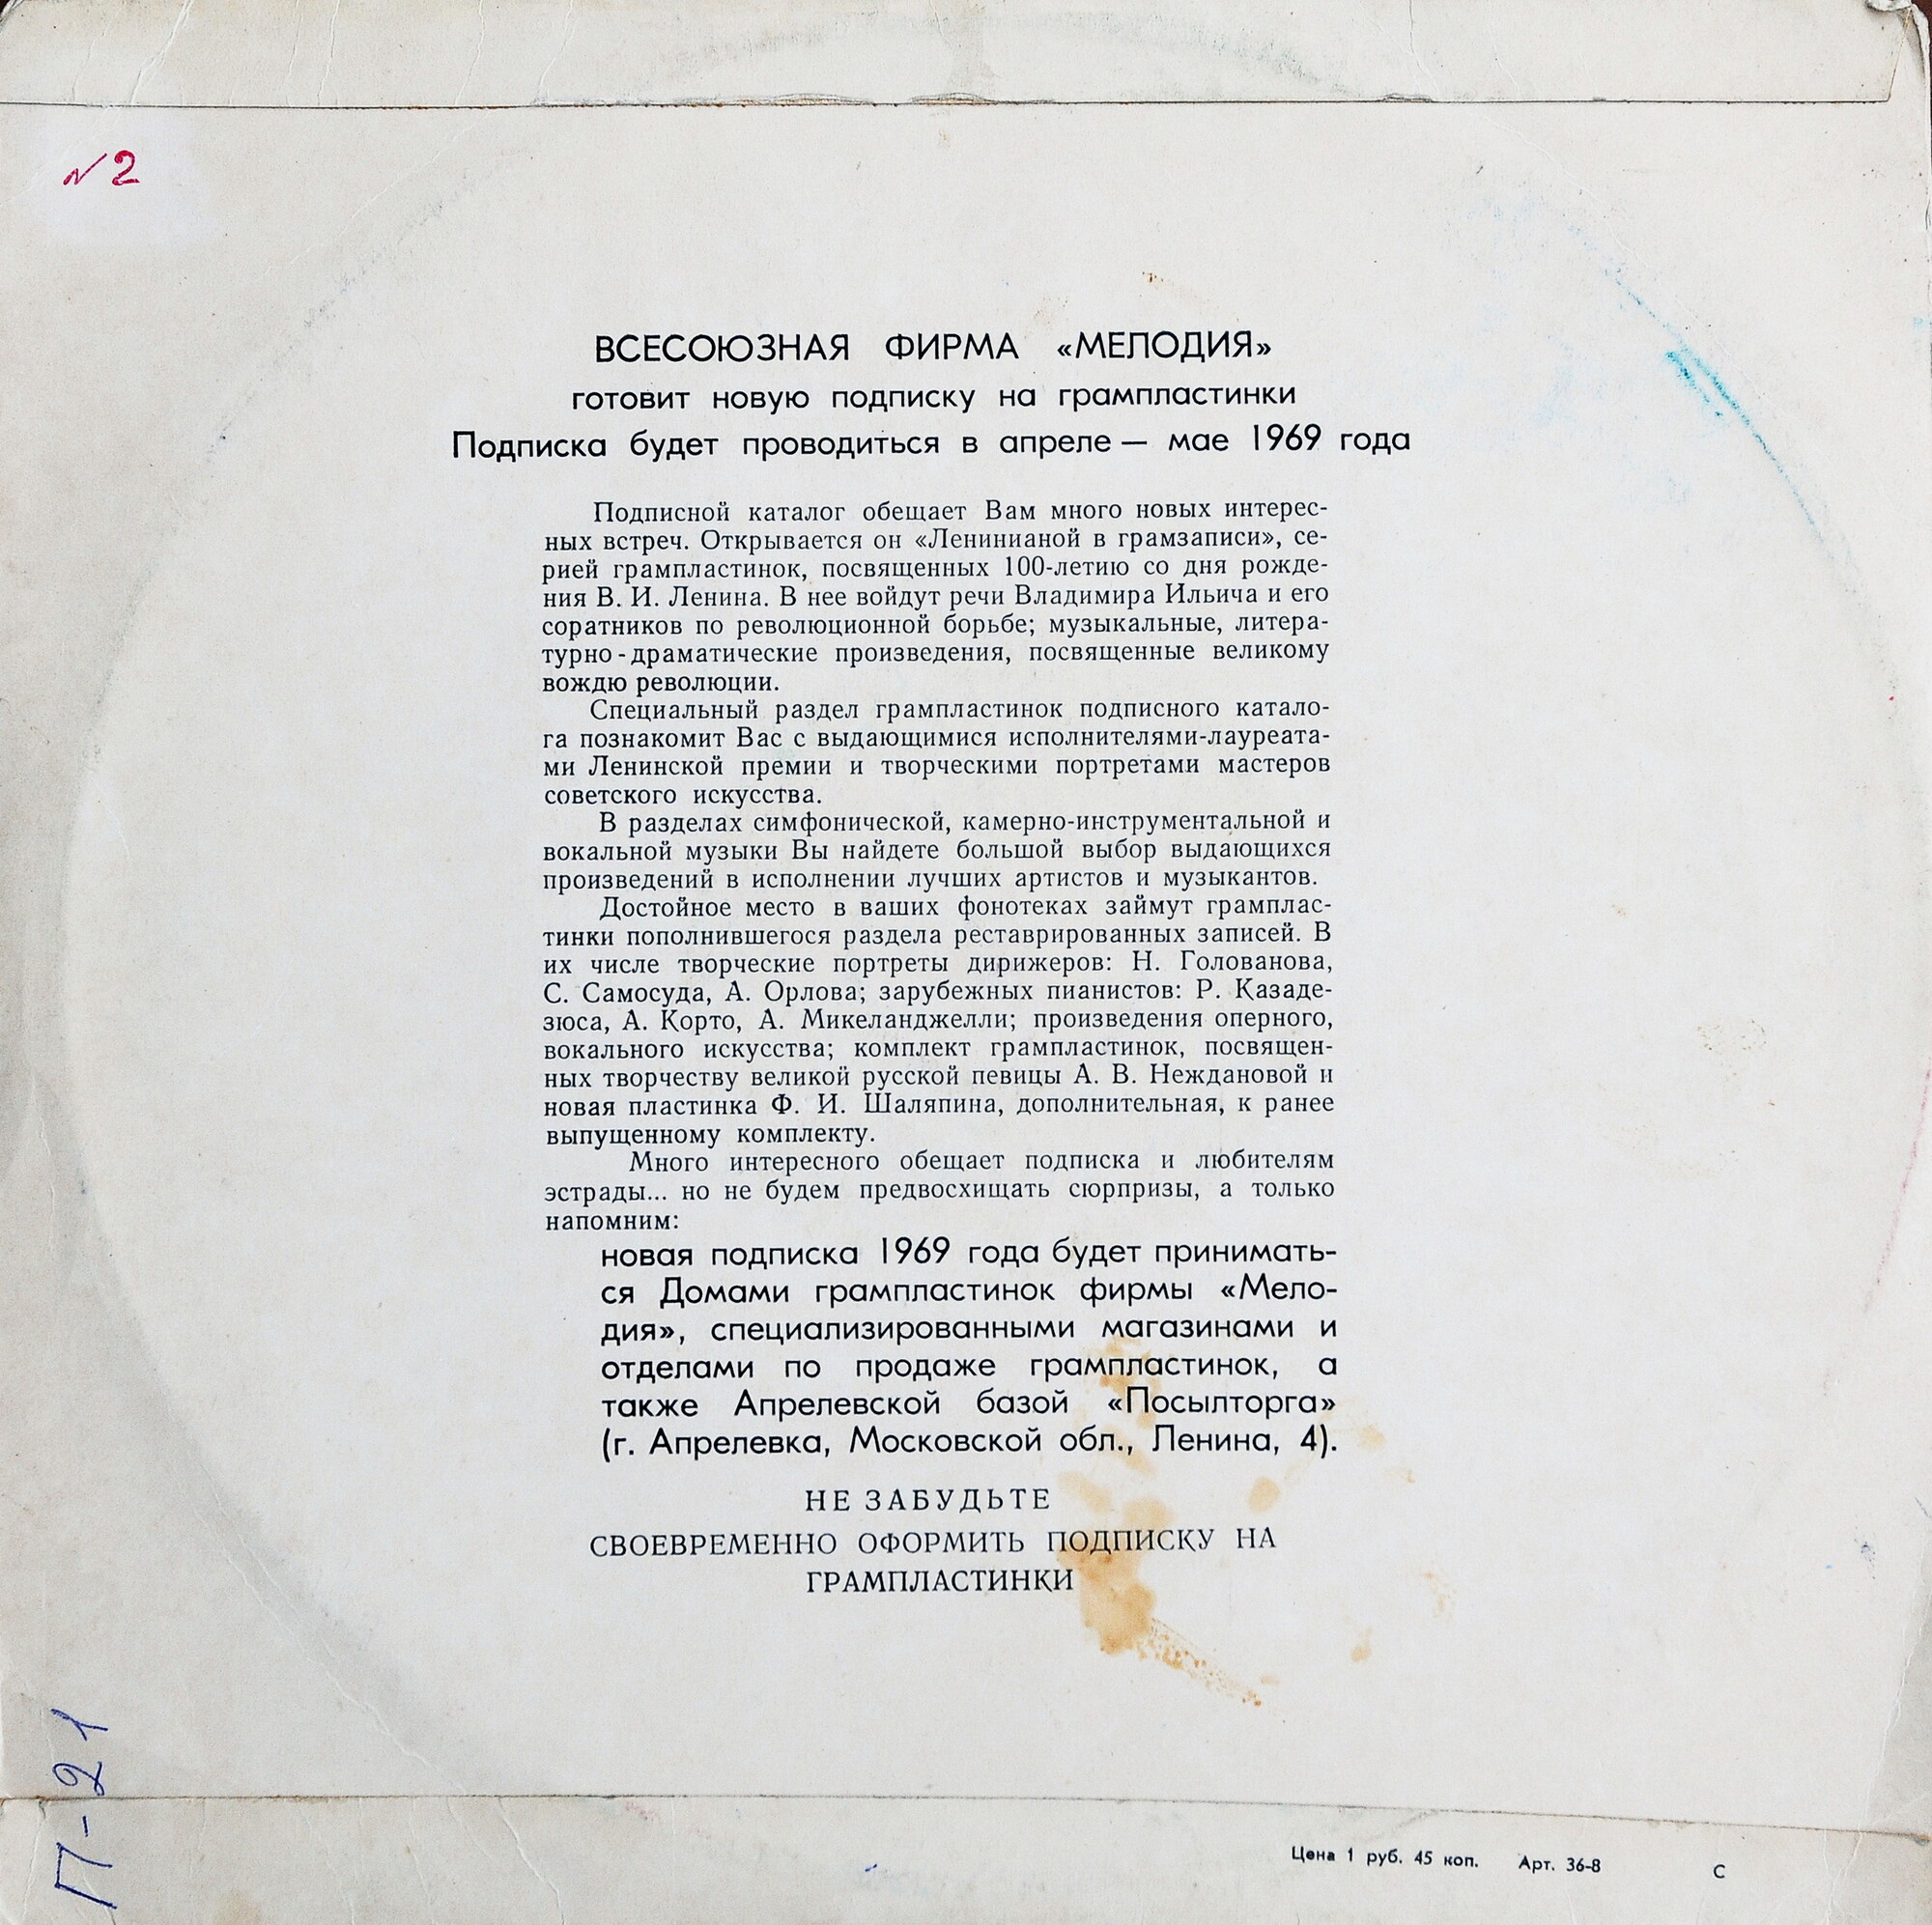 №2
ВСЕСОЮЗНАЯ ФИРМА «МЕЛОДИЯ»
готовит новую подписку на грампластинки
Подписка будет проводиться в апреле — мае 1969 года
Подписной каталог обещает Вам много новых интерес-
ных встреч. Открывается он «Ленинианой в грамзаписи», се-
рией грампластинок, посвященных 100-летию со дня рожде-
ния В. И. Ленина. В нее войдут речи Владимира Ильича и его
соратников по революционной борьбе; музыкальные, литера-
турно-драматические произведения, посвященные великому
вождю революции.
Специальный раздел грампластинок подписного катало-
га познакомит Вас с выдающимися исполнителями-лауреата-
ми Ленинской премии и творческими портретами мастеров
советского искусства.
В разделах симфонической, камерно-инструментальной и
вокальной музыки Вы найдете большой выбор выдающихся
произведений в исполнении лучших артистов и музыкантов.
Достойное место в ваших фонотеках займут грамплас-
тинки пополнившегося раздела реставрированных записей. В
их числе творческие портреты дирижеров: Н. Голованова,
С. Самосуда, А. Орлова; зарубежных пианистов: Р. Казаде-
зюса, А. Корто, А. Микеланджелли; произведения оперного,
вокального искусства; комплект грампластинок, посвящен-
ных творчеству великой русской певицы А. В. Неждановой и
новая пластинка Ф. И. Шаляпина, дополнительная, к ранее
выпущенному комплекту.
Много интересного обещает подписка и любителям
эстрады... но не будем предвосхищать сюрпризы, а только
напомним:
новая подписка 1969 года будет принимать-
ся Домами грампластинок фирмы «Мело-
дия», специализированными магазинами и
отделами по продаже грампластинок, а
также Апрелевской базой «Посылторга»
(г. Апрелевка, Московской обл., Ленина, 4).
НЕ ЗАБУДЬТЕ
СВОЕВРЕМЕННО ОФОРМИТЬ ПОДПИСКУ НА
ГРАМПЛАСТИНКИ
П-21
Цена 1 руб. 45 коп. Арт. 36-8 С